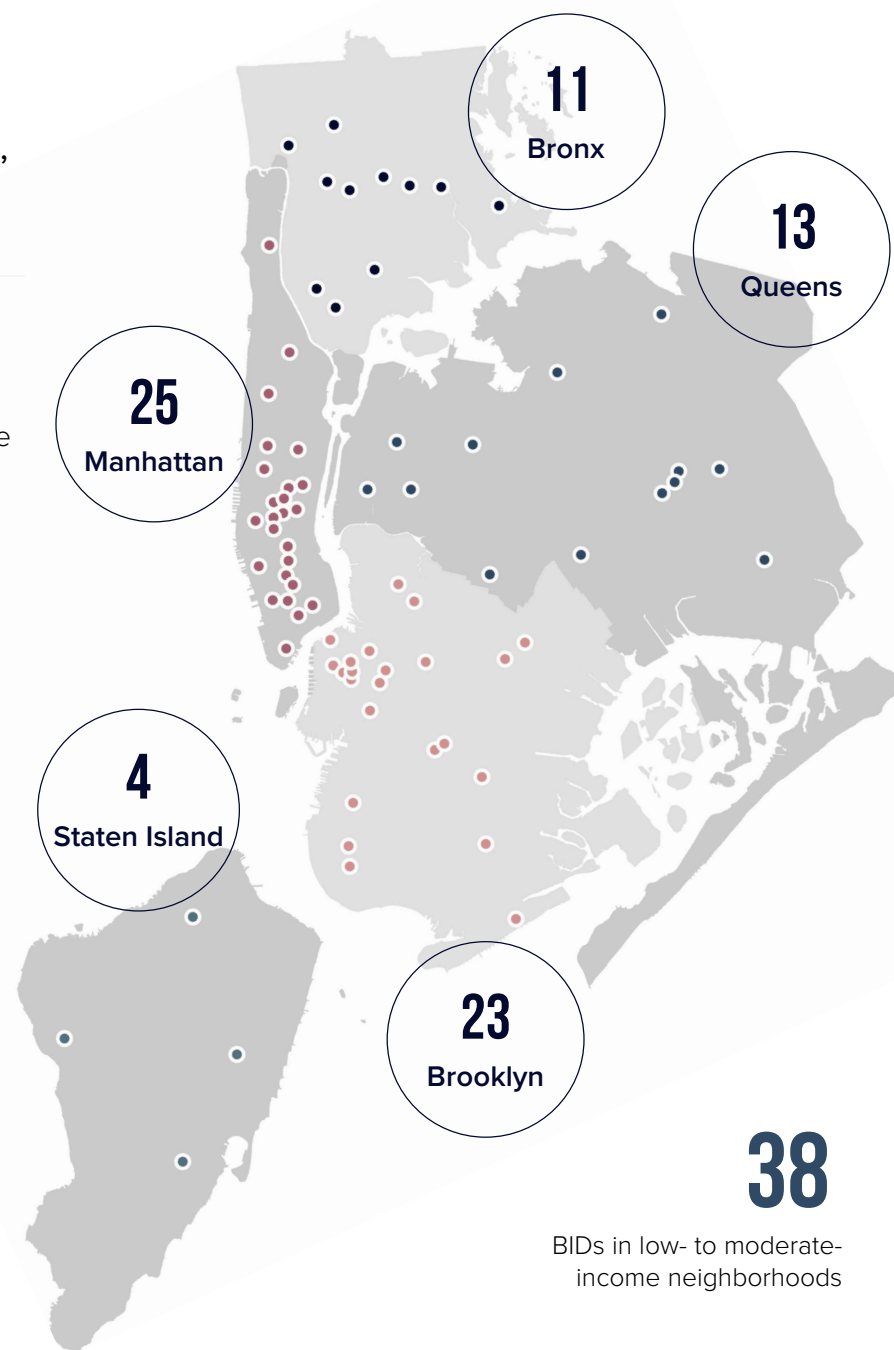 11
Bronx
,
13
Queens
25
Manhattan
e
4
Staten Island
23
Brooklyn
38
BIDs in low- to moderate-
income neighborhoods